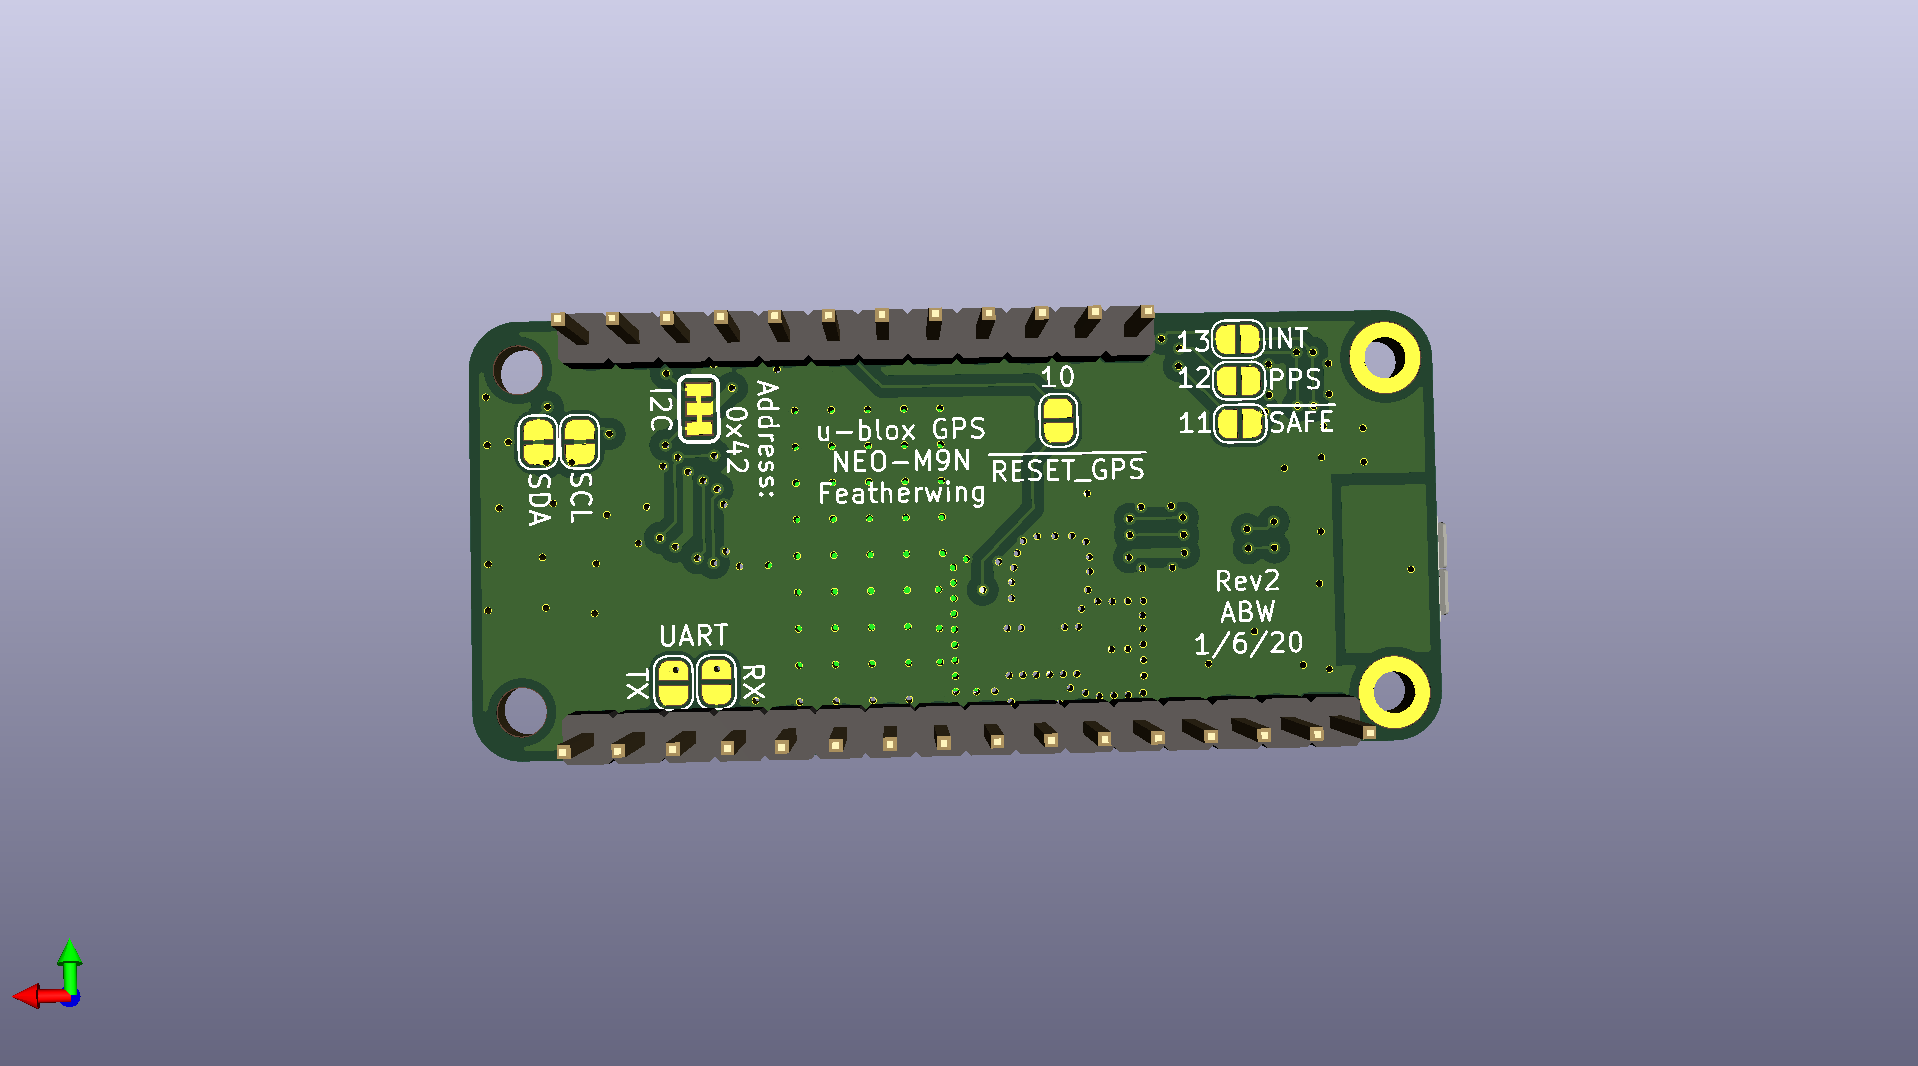 13 INT
12 PPS
11 SAFE
10
RESET_GPS
I2C
Address:
0x42
u-blox GPS
NEO-M9N
Featherwing
SDA
SCL
Rev2
ABW
1/6/20
UART
TX
RX